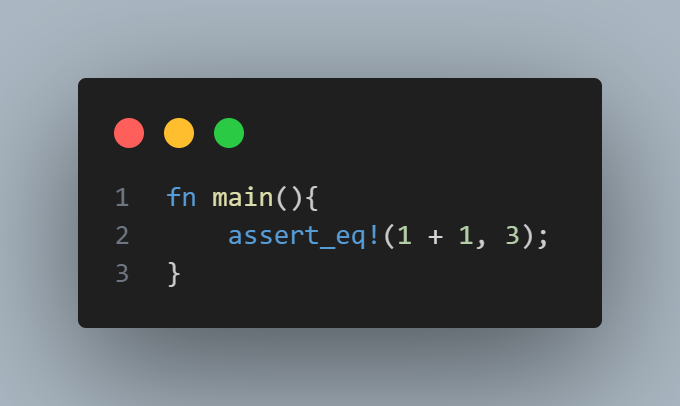 1 fn main(){
2     assert_eq!(1 + 1, 3);
3 }